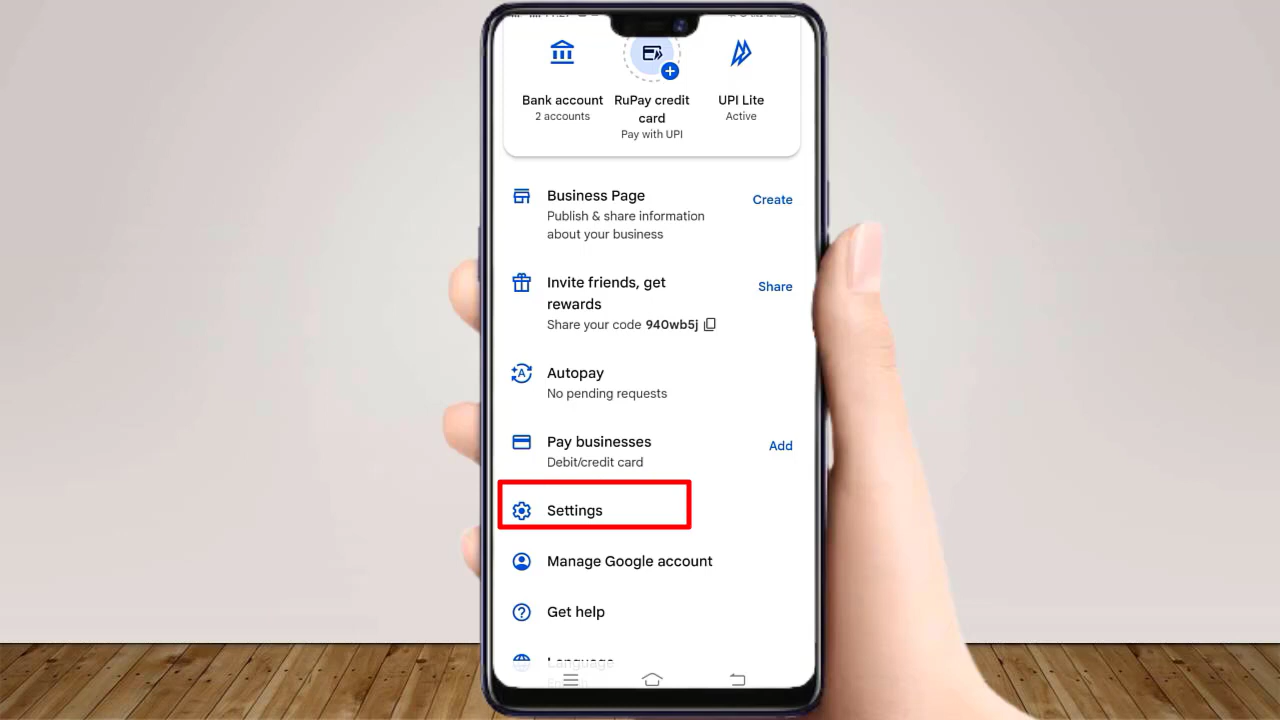 Bank account
2 accounts
RuPay credit
card
Pay with UPI
UPI Lite
Active
Business Page
Create
Publish & share information
about your business
Invite friends, get
rewards
Share
Share your code 940wb5j
Autopay
No pending requests
Pay businesses
Add
Debit/credit card
Settings
Manage Google account
Get help
Language